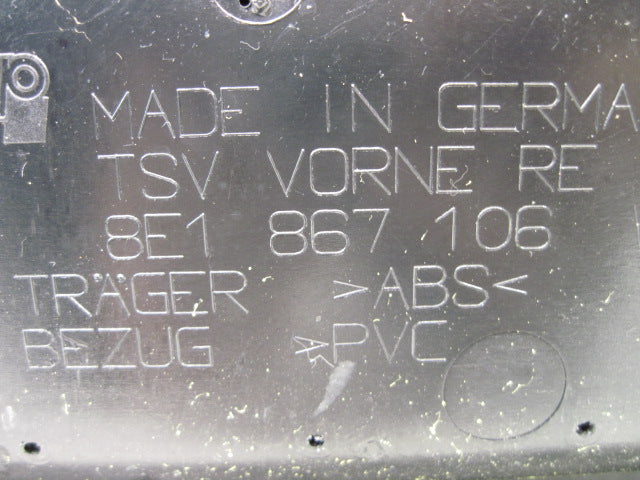 MADE IN GERMA
TSV VORNE RE
8E1 867 106
TRÄGER >ABS<
BEZUG >PVC